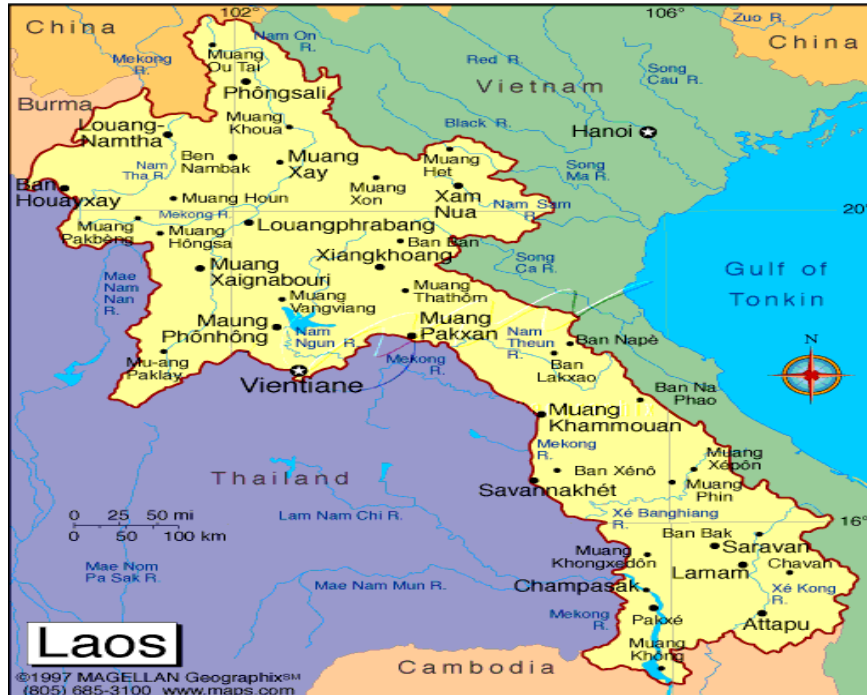 102°
106°
China
Zuo R.
China
Nam On
R.
Mekong
R.
Muang
Ou Tai
Red R.
Song
Cau R.
Vietnam
Phôngsali
Burma
Muang
Khoua
Black R.
Hanoi
Louang-
Namtha
Ben
Nambak
Muang
Xay
Muang
Het
Nam
Tha R.
Song
Ma R.
Ban
Houayxay
Muang
Xon
Xam
Nua
Muang Houn
Nam Sam
R.
Mekong R.
20°
Muang
Pakbèng
Muang
Hôngsa
Louangphrabang
Ban Ban
Xiangkhoang
Song
Ca R.
Mae
Nam
Nan
R.
Muang
Xaignabouri
Gulf of
Tonkin
Muang
Vangviang
Muang
Thathôm
Maung
Phônhông
Nam
Ngun R.
Muang
Pakxan
Nam
Theun
R.
Ban Napè
N
Mu-ang
Paklay
Mekong
R.
Ban
Lakxao
Vientiane
Ban Na
Phao
Muang
Khammouan
Mekong
R.
Muang
Xépôn
Thailand
Ban Xénô
Muang
Phin
Savannakhét
0 25 50 mi
0 50 100 km
Lam Nam Chi R.
Xé Banghiang
R.
16°
Ban Bak
Saravan
Mae Nom
Pa Sak R.
Muang
Khongxedôn
Lamam
Chavan
Mae Nam Mun R.
Champasak
Xé Kong
R.
Mekong
R.
Pakxé
Attapu
Muang
Không
Laos
Cambodia
©1997 MAGELLAN Geographix℠
(805) 685-3100 www.maps.com